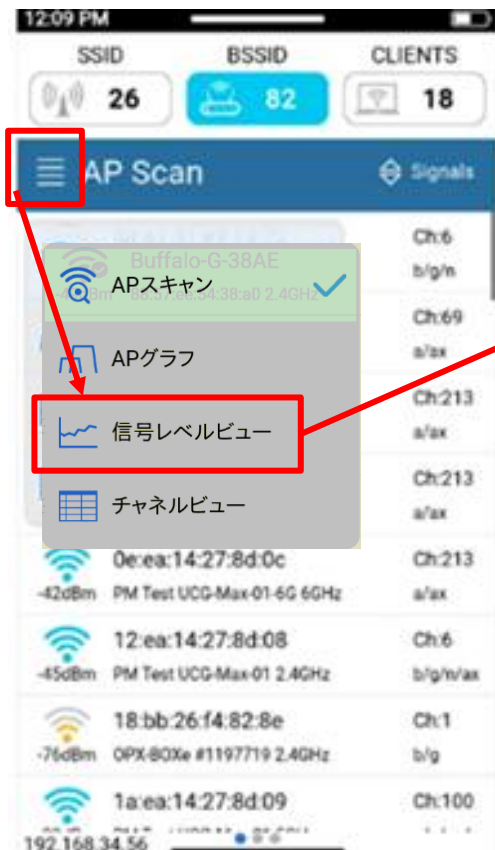 12:09 PM
SSID BSSID CLIENTS
26 82 18
AP Scan Signals
Ch:6
Buffalo-G-38AE
b/g/n
APスキャン
2.4GHz
Ch:69
a/ax
APグラフ
Ch:213
信号レベルビュー
a/ax
Ch:213
チャネルビュー
a/ax
0e:ea:14:27:8d:0c Ch:213
-42dBm PM Test UCG-Max-01-6G 6GHz a/ax
12:ea:14:27:8d:08 Ch:6
-45dBm PM Test UCG-Max-01 2.4GHz b/g/n/ax
18:bb:26:f4:82:8e Ch:1
-76dBm OPX-BOXe #1197719 2.4GHz b/g
1a:ea:14:27:8d:09 Ch:100
192.168.34.56